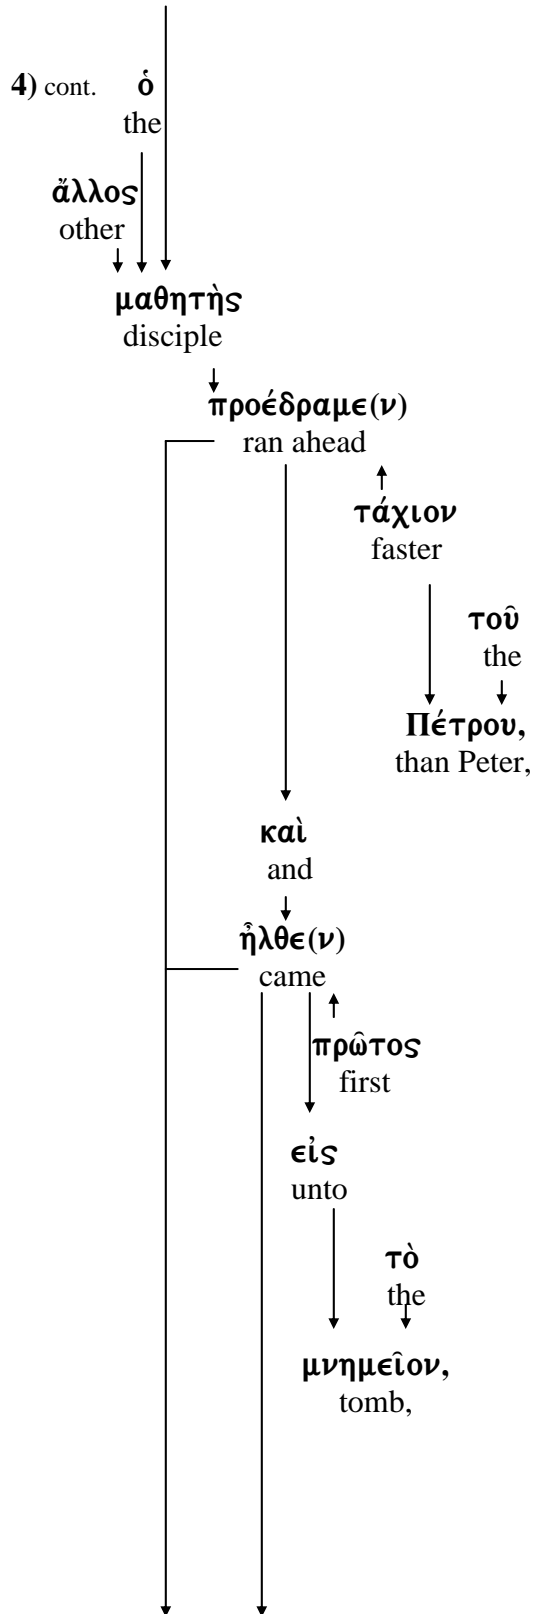 4) cont. ὁ
the
ἄλλος
other
μαθητὴς
disciple
προέδραμε(ν)
ran ahead
τάχιον
faster
τοῦ
the
Πέτρου,
than Peter,
καὶ
and
ἦλθε(ν)
came
πρῶτος
first
εἰς
unto
τὸ
the
μνημεῖον,
tomb,